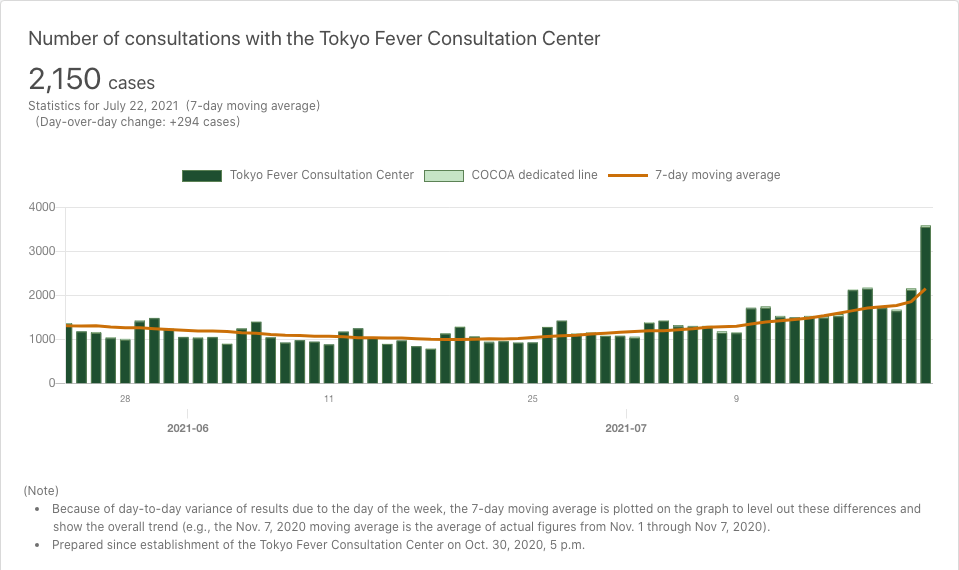 Number of consultations with the Tokyo Fever Consultation Center
2,150 cases
Statistics for July 22, 2021 (7-day moving average)
(Day-over-day change: +294 cases)
Tokyo Fever Consultation Center COCOA dedicated line 7-day moving average
4000
3000
2000
1000
0
28 11 25 9
2021-06 2021-07
(Note)
• Because of day-to-day variance of results due to the day of the week, the 7-day moving average is plotted on the graph to level out these differences and
show the overall trend (e.g., the Nov. 7, 2020 moving average is the average of actual figures from Nov. 1 through Nov 7, 2020).
• Prepared since establishment of the Tokyo Fever Consultation Center on Oct. 30, 2020, 5 p.m.